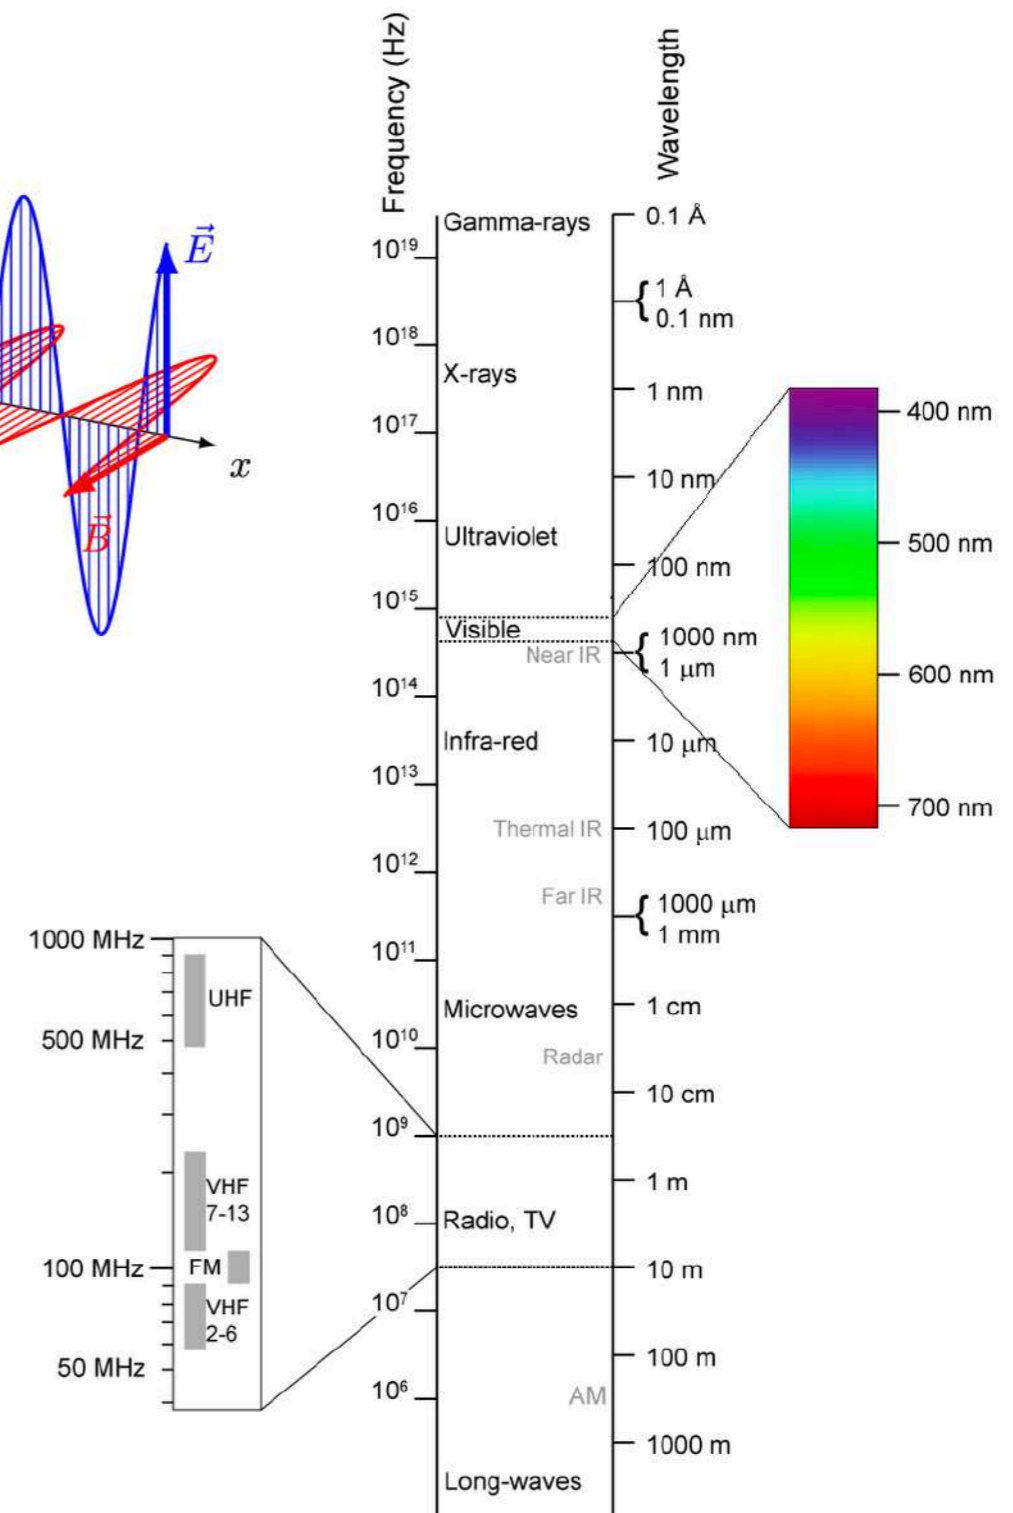 Frequency (Hz)
Wavelength
E
B
x
10¹⁹
10¹⁸
10¹⁷
10¹⁶
10¹⁵
10¹⁴
10¹³
10¹²
10¹¹
10¹⁰
10⁹
10⁸
10⁷
10⁶
Gamma-rays
X-rays
Ultraviolet
Visible
Near IR
Infra-red
Thermal IR
Far IR
Microwaves
Radar
Radio, TV
AM
Long-waves
0.1 Å
1 Å
0.1 nm
1 nm
10 nm
100 nm
1000 nm
1 μm
10 μm
100 μm
1000 μm
1 mm
1 cm
10 cm
1 m
10 m
100 m
1000 m
400 nm
500 nm
600 nm
700 nm
1000 MHz
500 MHz
100 MHz
50 MHz
UHF
VHF
7-13
FM
VHF
2-6